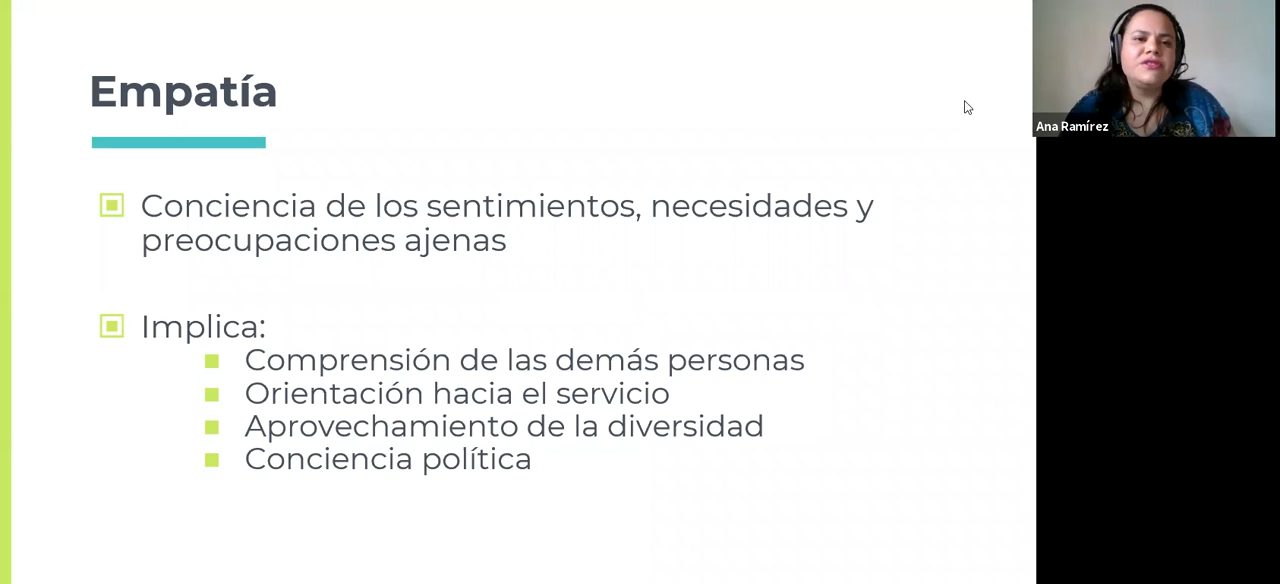 Empatía
Conciencia de los sentimientos, necesidades y
preocupaciones ajenas
Implica:
Comprensión de las demás personas
Orientación hacia el servicio
Aprovechamiento de la diversidad
Conciencia política
Ana Ramírez